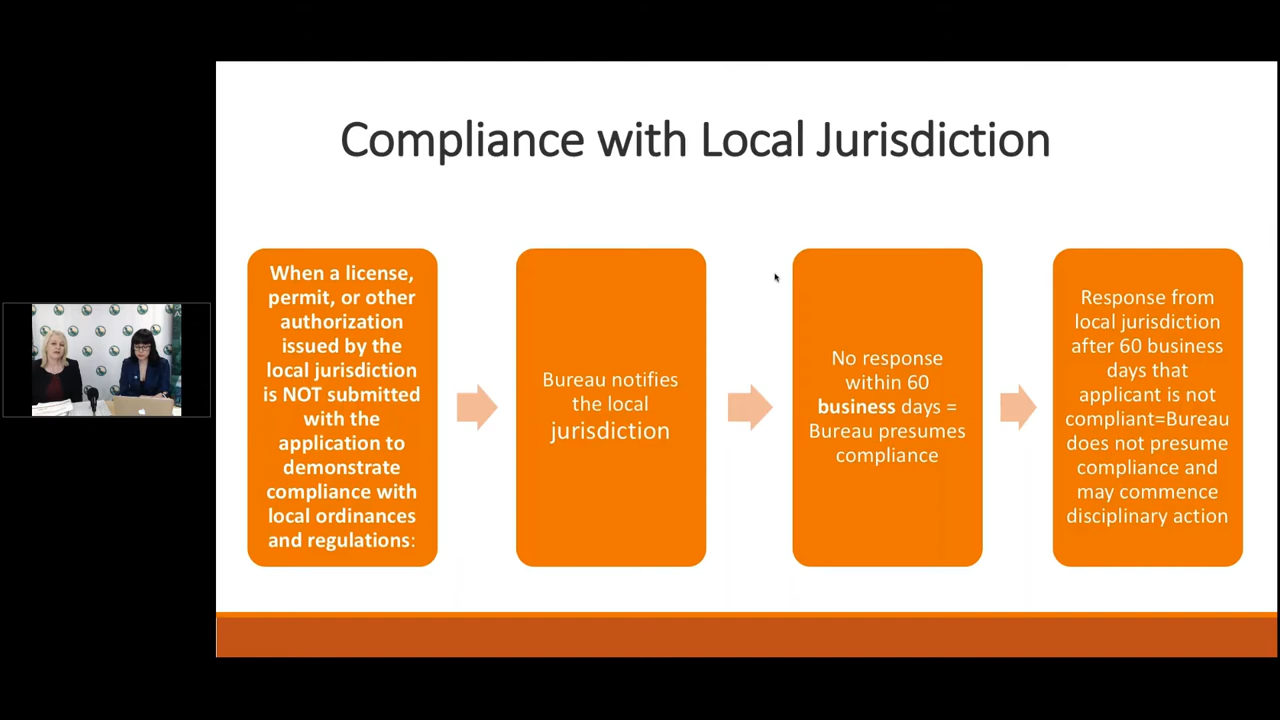 Compliance with Local Jurisdiction
When a license,
permit, or other
authorization
issued by the
local jurisdiction
is NOT submitted
with the
application to
demonstrate
compliance with
local ordinances
and regulations:
Bureau notifies
the local
jurisdiction
No response
within 60
business days =
Bureau presumes
compliance
Response from
local jurisdiction
after 60 business
days that
applicant is not
compliant=Bureau
does not presume
compliance and
may commence
disciplinary action